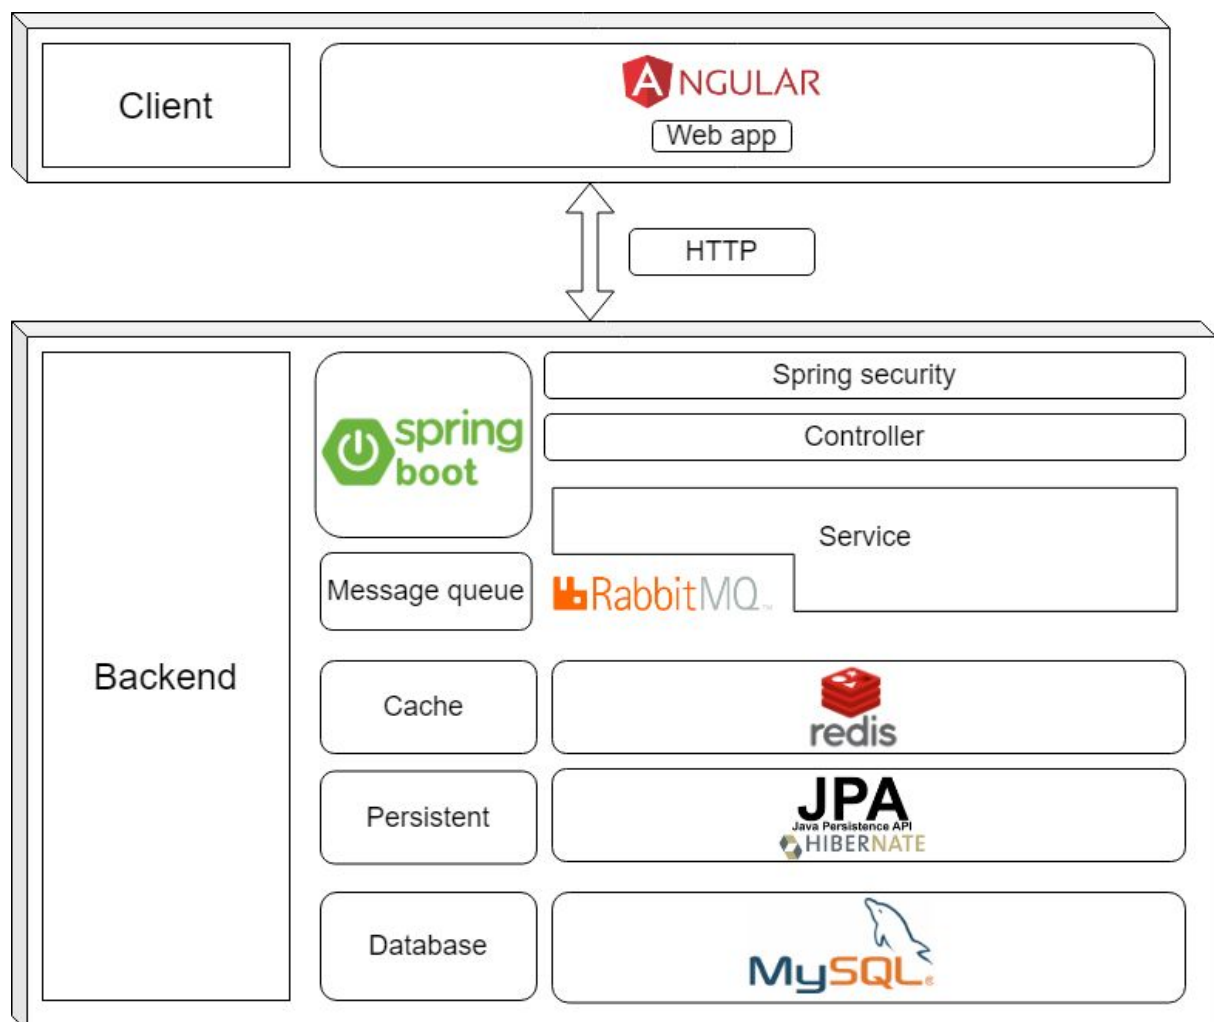 Client
ANGULAR
Web app
HTTP
Backend
spring
boot
Spring security
Controller
Service
Message queue
RabbitMQ™
Cache
redis
Persistent
JPA
Java Persistence API
HIBERNATE
Database
MySQL®